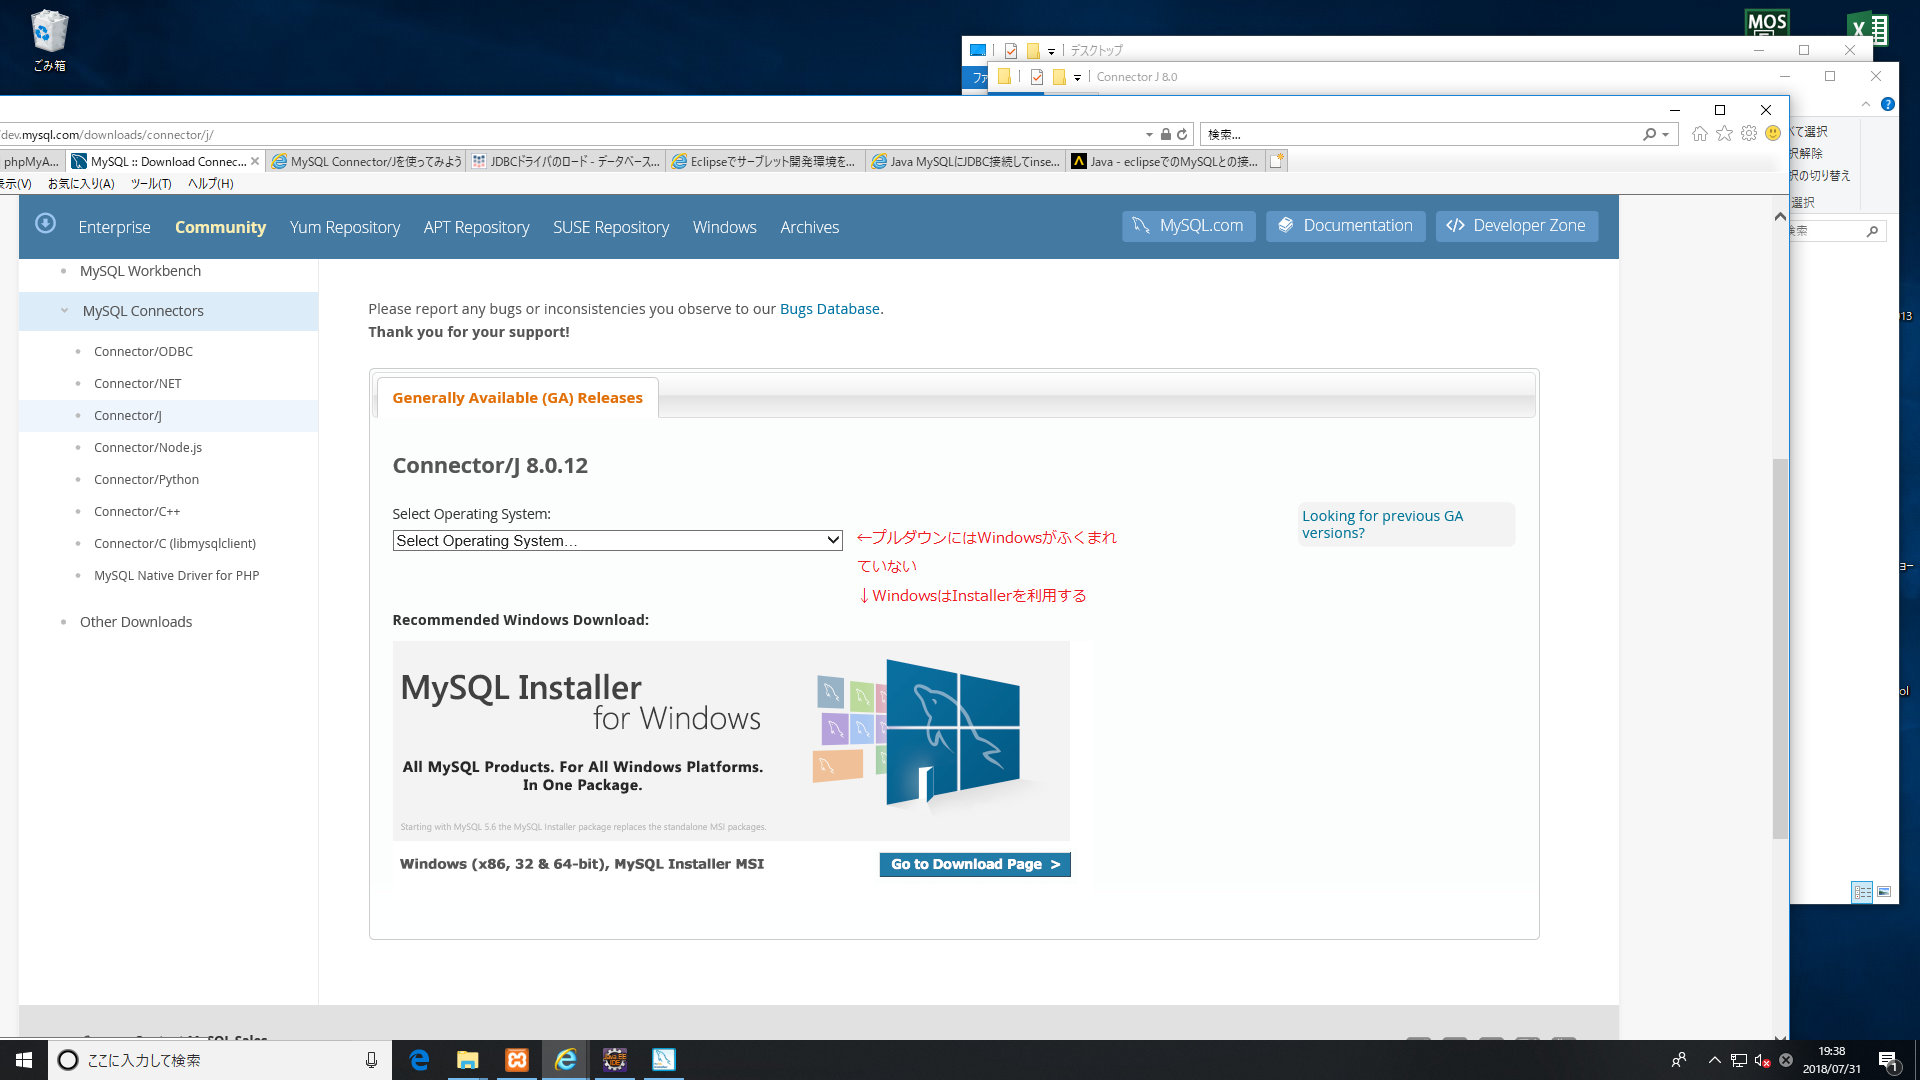 ごみ箱
MOS
デスクトップ
ファ
Connector J 8.0
dev.mysql.com/downloads/connector/j/
検索...
べて選択
択解除
択の切り替え
選択
検索
phpMyA...
MySQL :: Download Connec...
MySQL Connector/Jを使ってみよう
JDBCドライバのロード - データベース...
Eclipseでサーブレット開発環境を...
Java MySQLにJDBC接続してinse...
Java - eclipseでのMySQLとの接...
表示(V) お気に入り(A) ツール(T) ヘルプ(H)
Enterprise Community Yum Repository APT Repository SUSE Repository Windows Archives
MySQL.com Documentation Developer Zone
MySQL Workbench
MySQL Connectors
Connector/ODBC
Connector/NET
Connector/J
Connector/Node.js
Connector/Python
Connector/C++
Connector/C (libmysqlclient)
MySQL Native Driver for PHP
Other Downloads
Please report any bugs or inconsistencies you observe to our Bugs Database.
Thank you for your support!
Generally Available (GA) Releases
Connector/J 8.0.12
Select Operating System:
Select Operating System…
←プルダウンにはWindowsがふくまれ
ていない
↓WindowsはInstallerを利用する
Looking for previous GA
versions?
Recommended Windows Download:
MySQL Installer
for Windows
All MySQL Products. For All Windows Platforms.
In One Package.
Starting with MySQL 5.6 the MySQL Installer package replaces the standalone MSI packages.
Windows (x86, 32 & 64-bit), MySQL Installer MSI
Go to Download Page >
13
ョー
ol
ここに入力して検索
19:38
2018/07/31
1